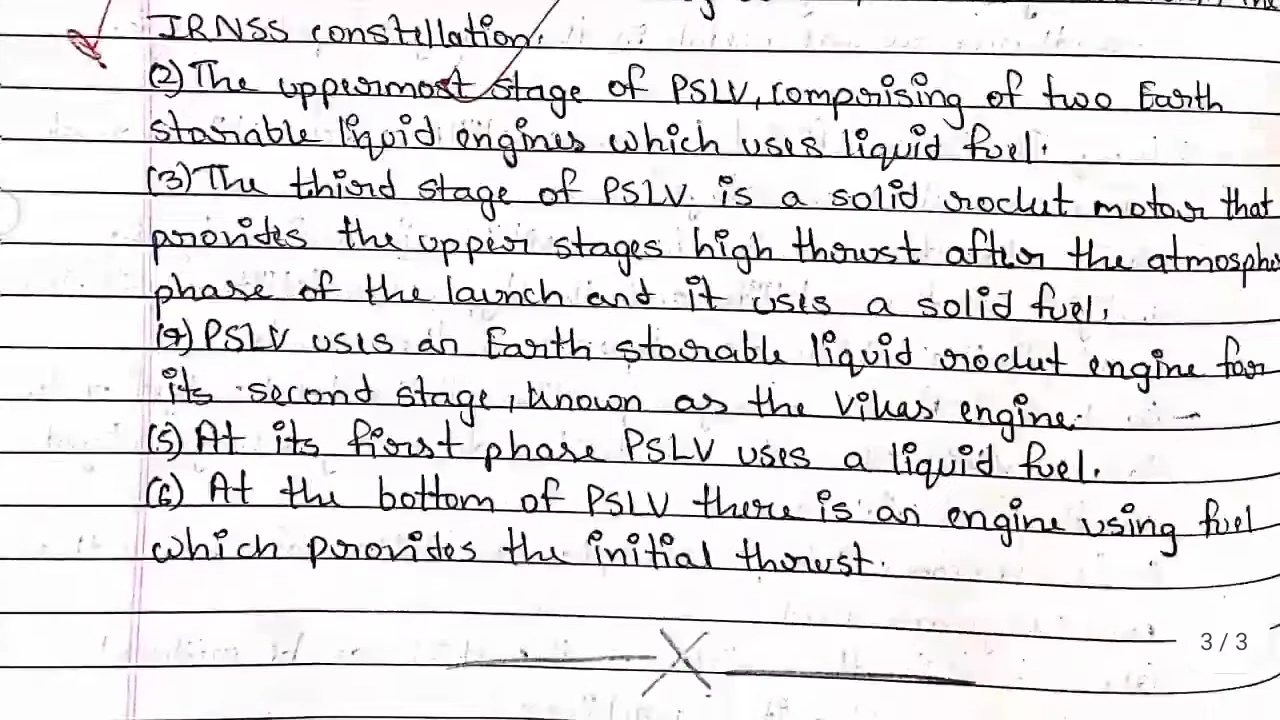 IRNSS constellation.
(2) The uppermost stage of PSLV, comprising of two Earth
storable liquid engines which uses liquid fuel.
(3) The third stage of PSLV is a solid rocket motor that
provides the upper stages high thrust after the atmosphe
phase of the launch and it uses a solid fuel.
(4) PSLV uses an Earth storable liquid rocket engine for
its second stage, known as the Vikas engine.
(5) At its first phase PSLV uses a liquid fuel.
(6) At the bottom of PSLV there is an engine using fuel
which provides the initial thrust.
3 / 3